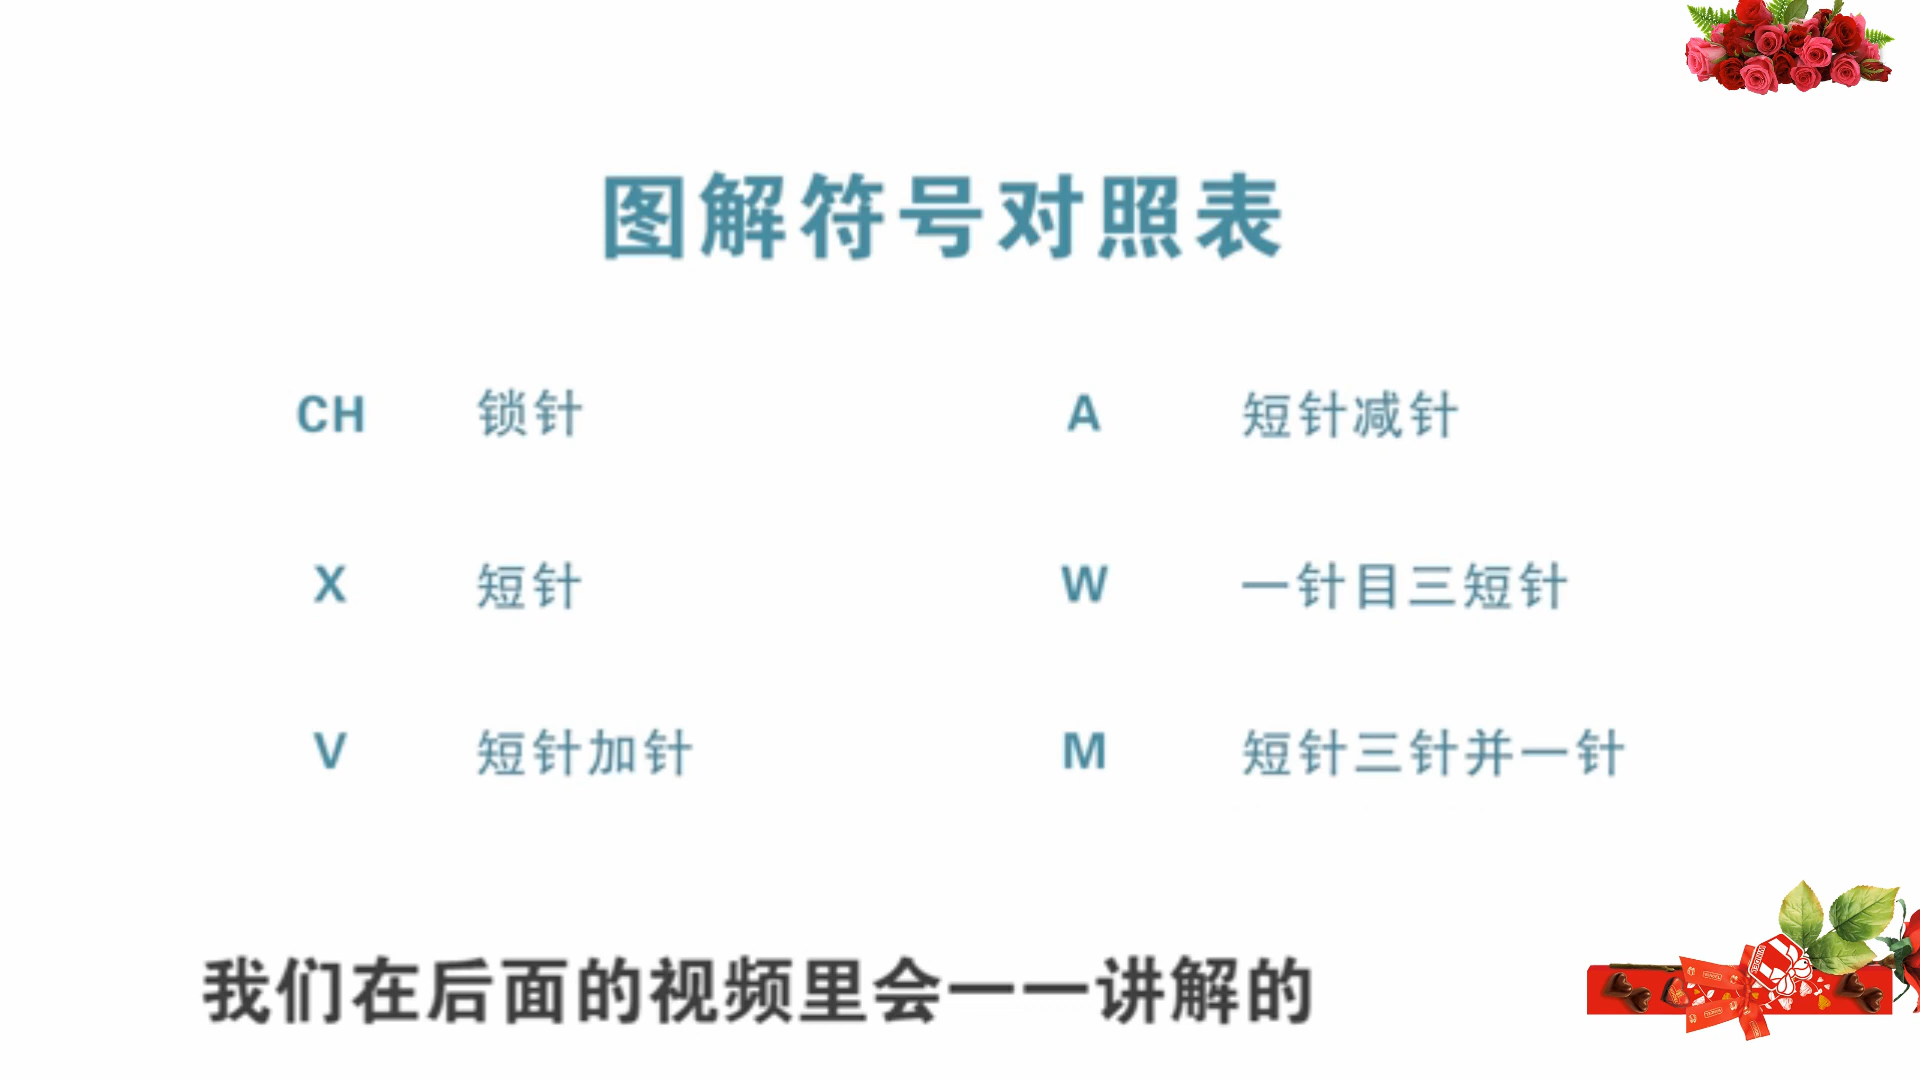 图解符号对照表
CH 锁针 A 短针减针
X 短针 W 一针目三短针
V 短针加针 M 短针三针并一针
我们在后面的视频里会一一讲解的